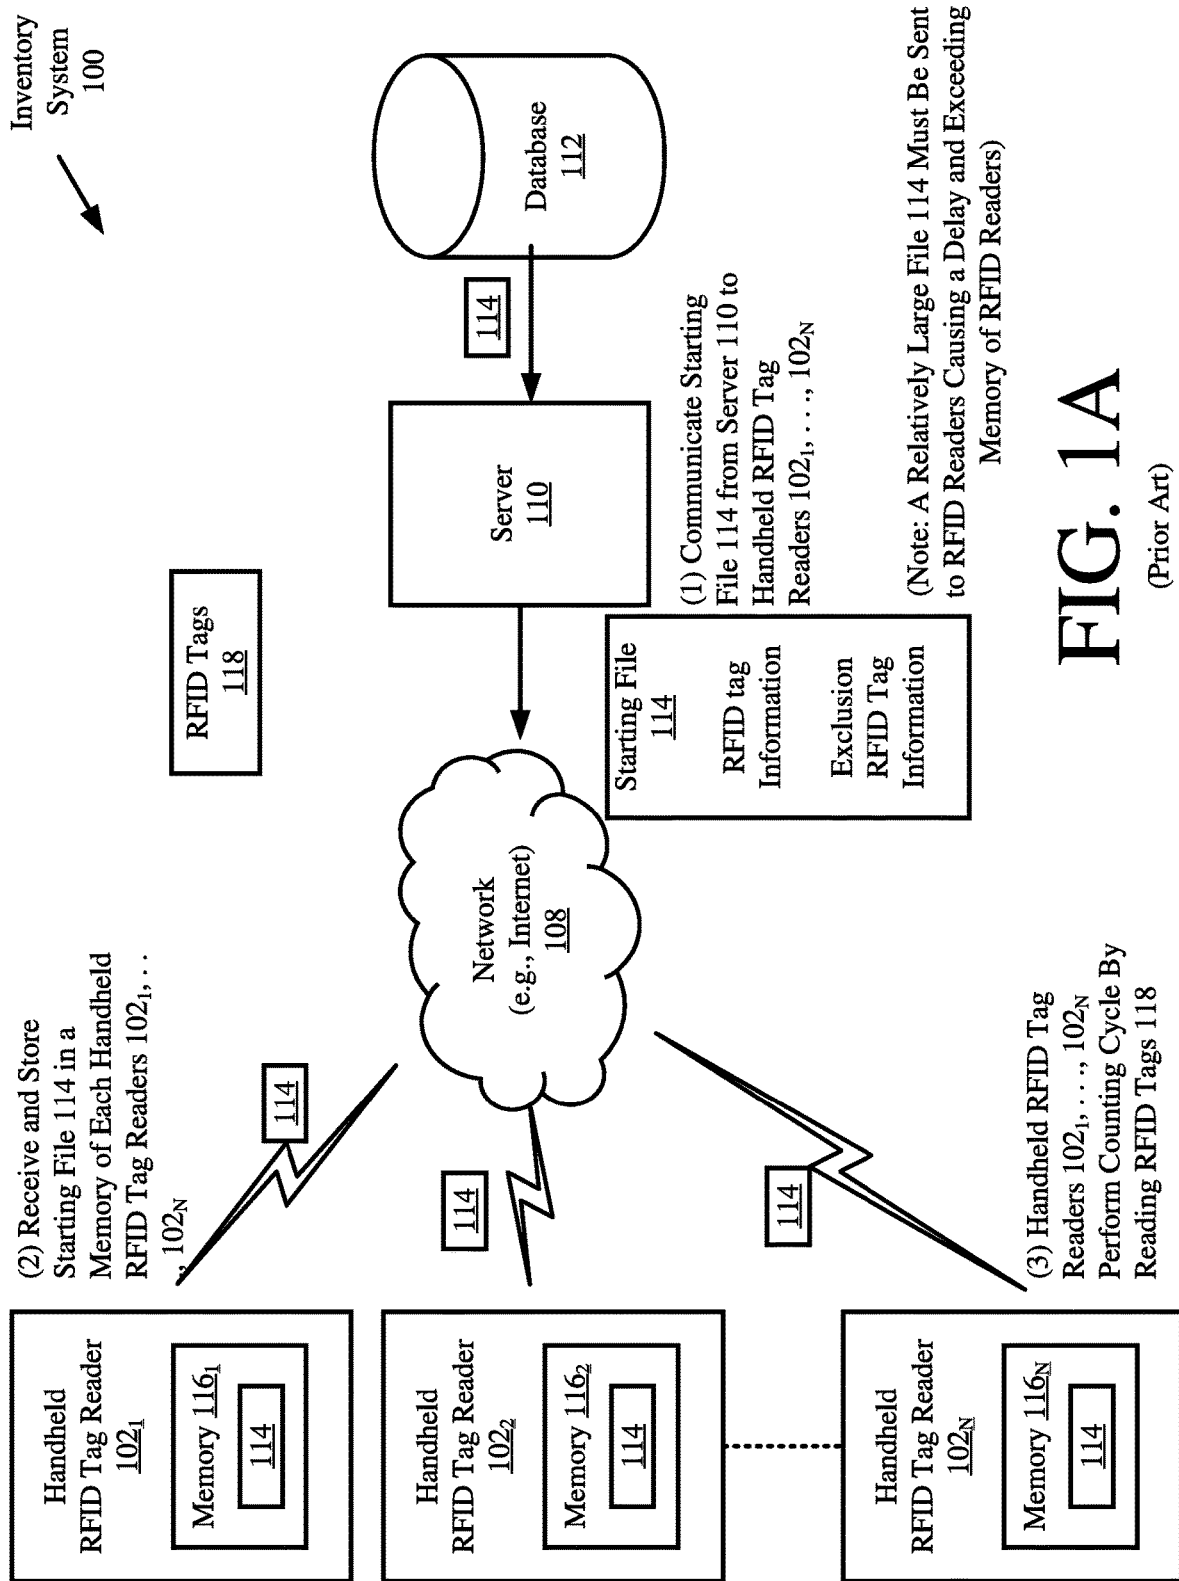 Inventory
System
100
Handheld
RFID Tag Reader
102₁
Memory 116₁
114
(2) Receive and Store
Starting File 114 in a
Memory of Each Handheld
RFID Tag Readers 102₁, . .
., 102N
114
RFID Tags
118
Handheld
RFID Tag Reader
102₂
Memory 116₂
114
114
Network
(e.g., Internet)
108
Server
110
114
Database
112
Handheld
RFID Tag Reader
102N
Memory 116N
114
114
(3) Handheld RFID Tag
Readers 102₁, . . ., 102N
Perform Counting Cycle By
Reading RFID Tags 118
Starting File
114
RFID tag
Information
Exclusion
RFID Tag
Information
(1) Communicate Starting
File 114 from Server 110 to
Handheld RFID Tag
Readers 102₁, . . ., 102N
(Note: A Relatively Large File 114 Must Be Sent
to RFID Readers Causing a Delay and Exceeding
Memory of RFID Readers)
FIG. 1A
(Prior Art)